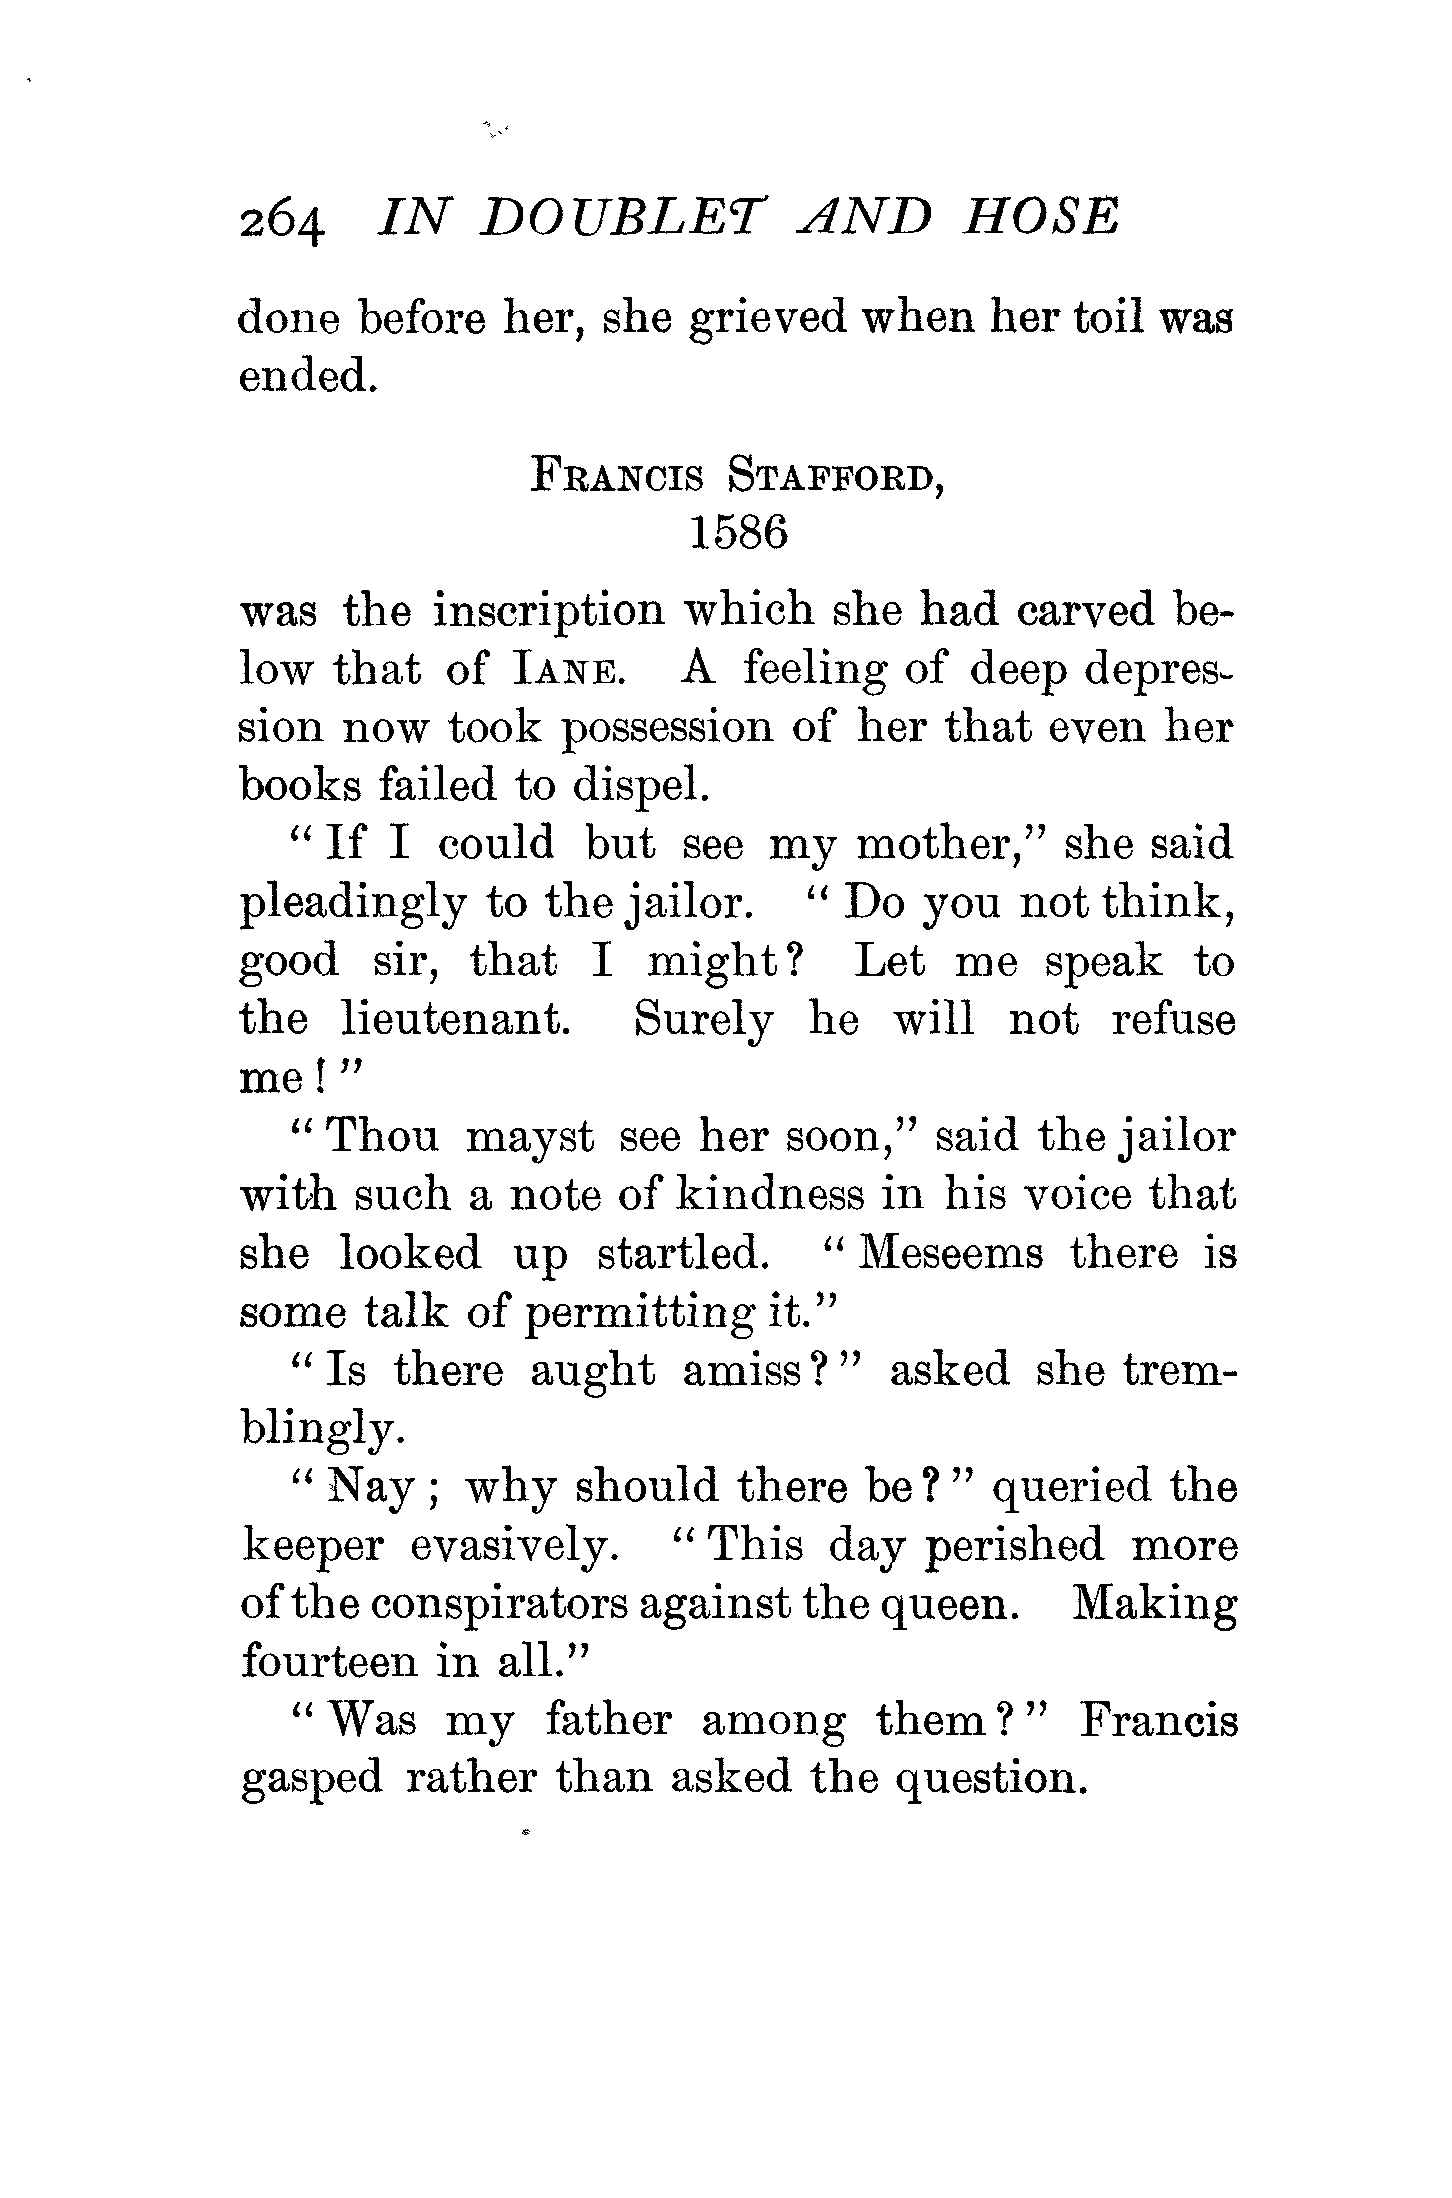 264 IN DOUBLET AND HOSE
done before her, she grieved when her toil was
ended.
FRANCIS STAFFORD,
1586
was the inscription which she had carved be-
low that of IANE. A feeling of deep depres-
sion now took possession of her that even her
books failed to dispel.
“If I could but see my mother,” she said
pleadingly to the jailor. “Do you not think,
good sir, that I might? Let me speak to
the lieutenant. Surely he will not refuse
me!”
“Thou mayst see her soon,” said the jailor
with such a note of kindness in his voice that
she looked up startled. “Meseems there is
some talk of permitting it.”
“Is there aught amiss?” asked she trem-
blingly.
“Nay; why should there be?” queried the
keeper evasively. “This day perished more
of the conspirators against the queen. Making
fourteen in all.”
“Was my father among them?” Francis
gasped rather than asked the question.